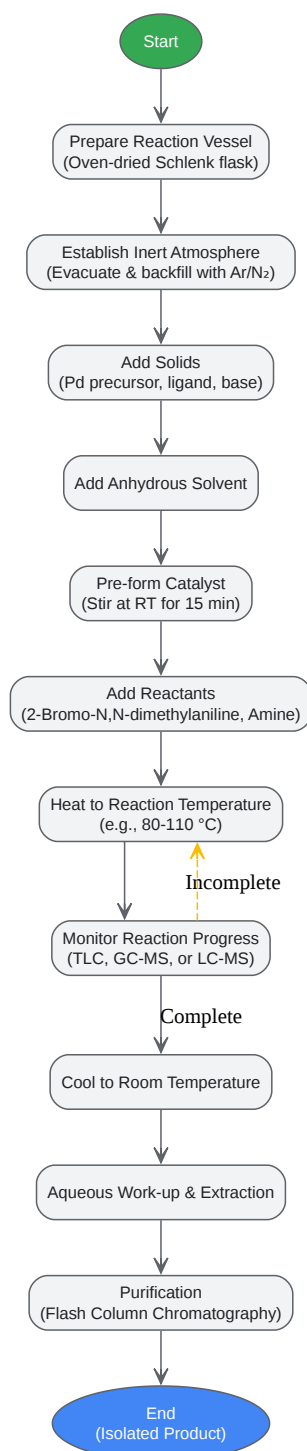 Start
Prepare Reaction Vessel
(Oven-dried Schlenk flask)
Establish Inert Atmosphere
(Evacuate & backfill with Ar/N₂)
Add Solids
(Pd precursor, ligand, base)
Add Anhydrous Solvent
Pre-form Catalyst
(Stir at RT for 15 min)
Add Reactants
(2-Bromo-N,N-dimethylaniline, Amine)
Heat to Reaction Temperature
(e.g., 80-110 °C)
Incomplete
Monitor Reaction Progress
(TLC, GC-MS, or LC-MS)
Complete
Cool to Room Temperature
Aqueous Work-up & Extraction
Purification
(Flash Column Chromatography)
End
(Isolated Product)